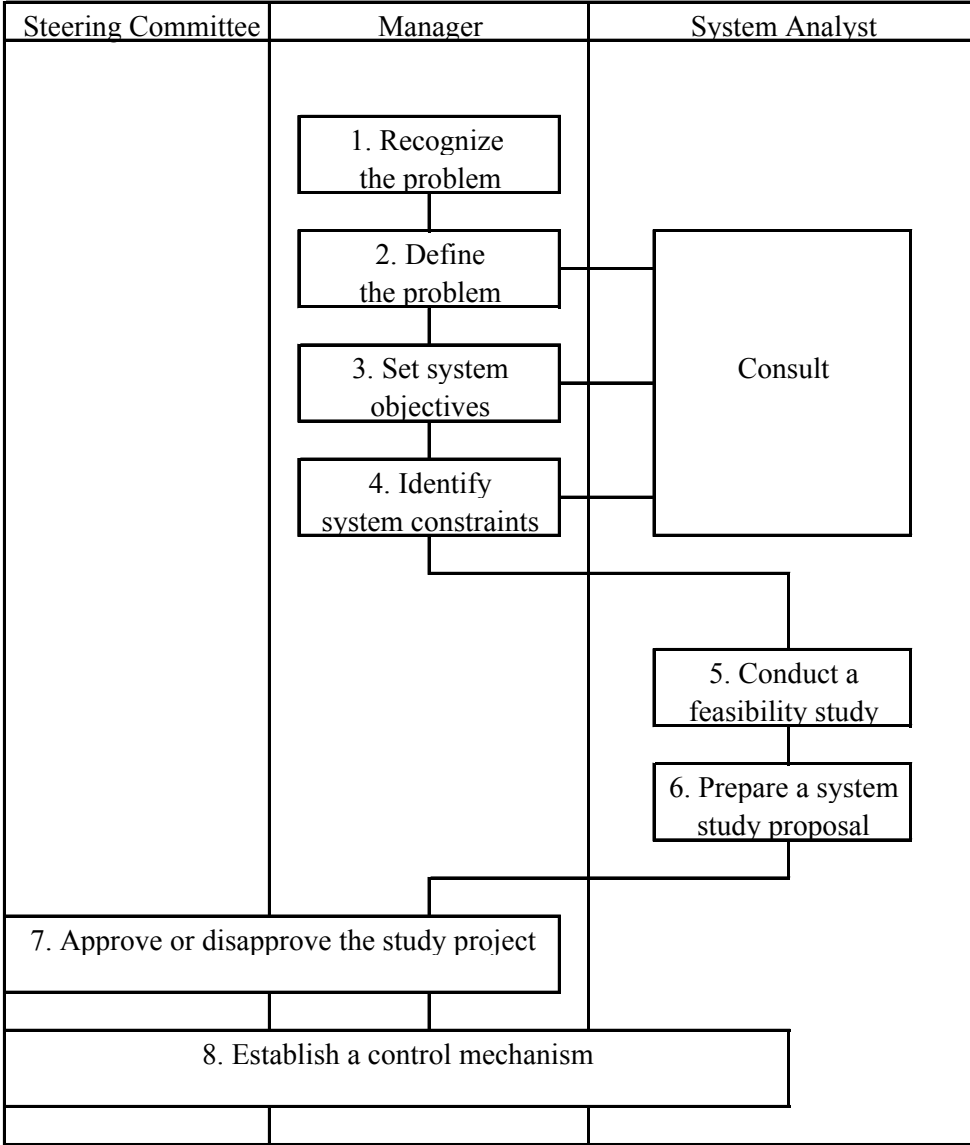 Steering Committee
Manager
System Analyst
1. Recognize
the problem
2. Define
the problem
3. Set system
objectives
Consult
4. Identify
system constraints
5. Conduct a
feasibility study
6. Prepare a system
study proposal
7. Approve or disapprove the study project
8. Establish a control mechanism